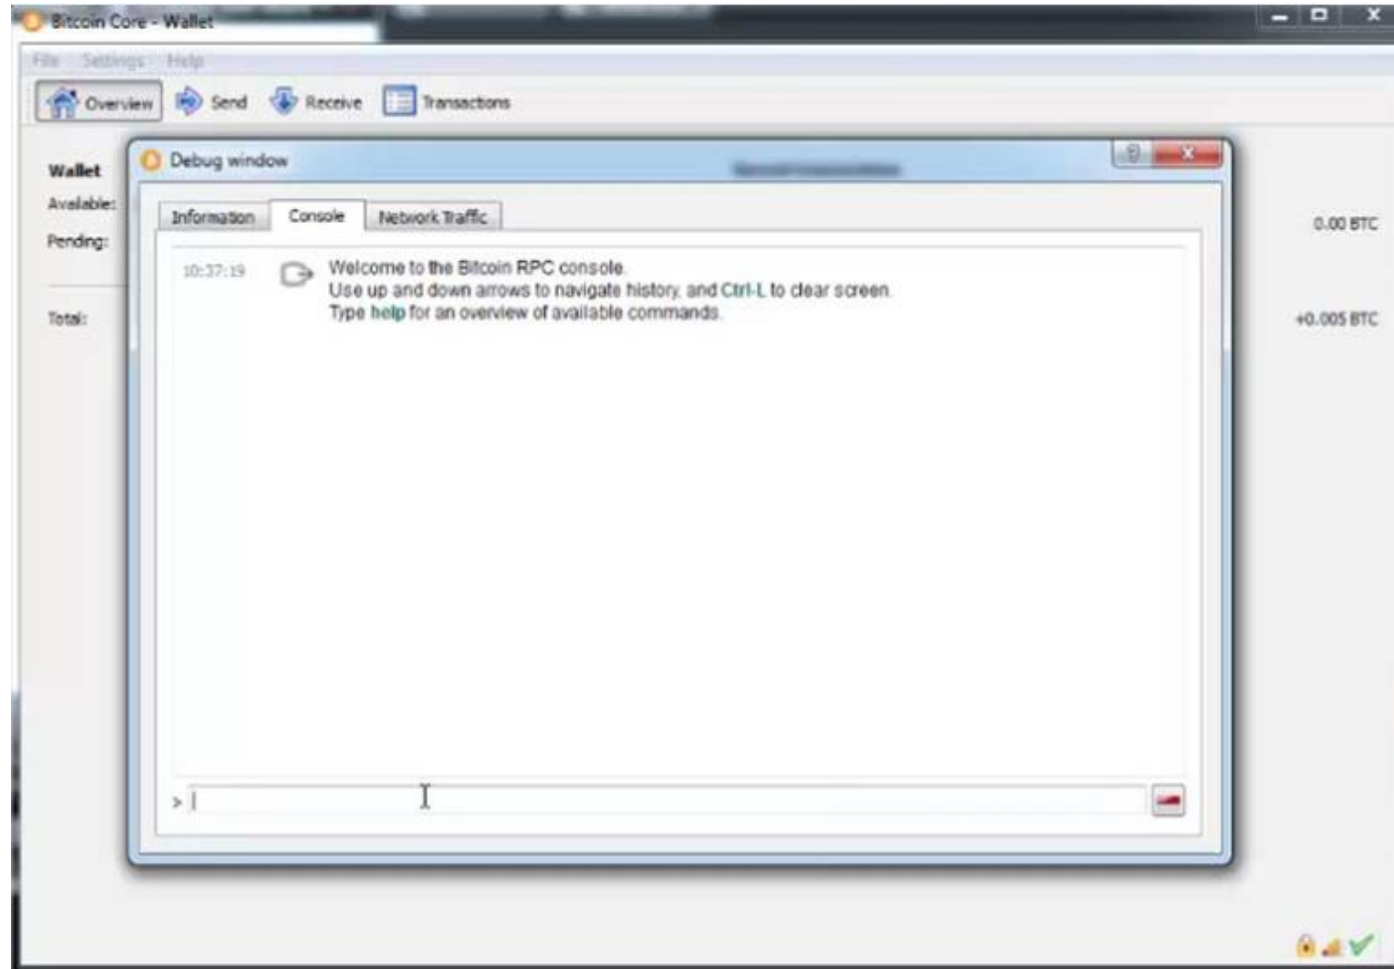 Bitcoin Core - Wallet
File Settings Help
Overview Send Receive Transactions
Wallet
Available:
Pending:
Total:
Debug window
Information Console Network Traffic
10:37:19 Welcome to the Bitcoin RPC console.
Use up and down arrows to navigate history, and Ctrl-L to clear screen.
Type help for an overview of available commands.
>
0.00 BTC
+0.005 BTC